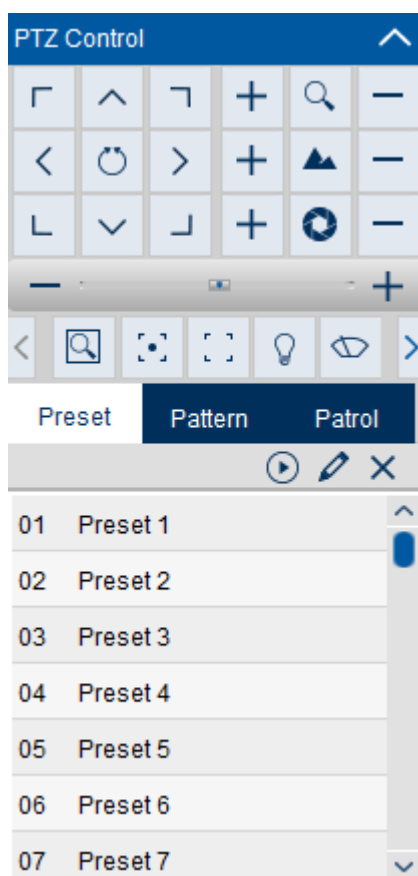 PTZ Control
Preset Pattern Patrol
01 Preset 1
02 Preset 2
03 Preset 3
04 Preset 4
05 Preset 5
06 Preset 6
07 Preset 7